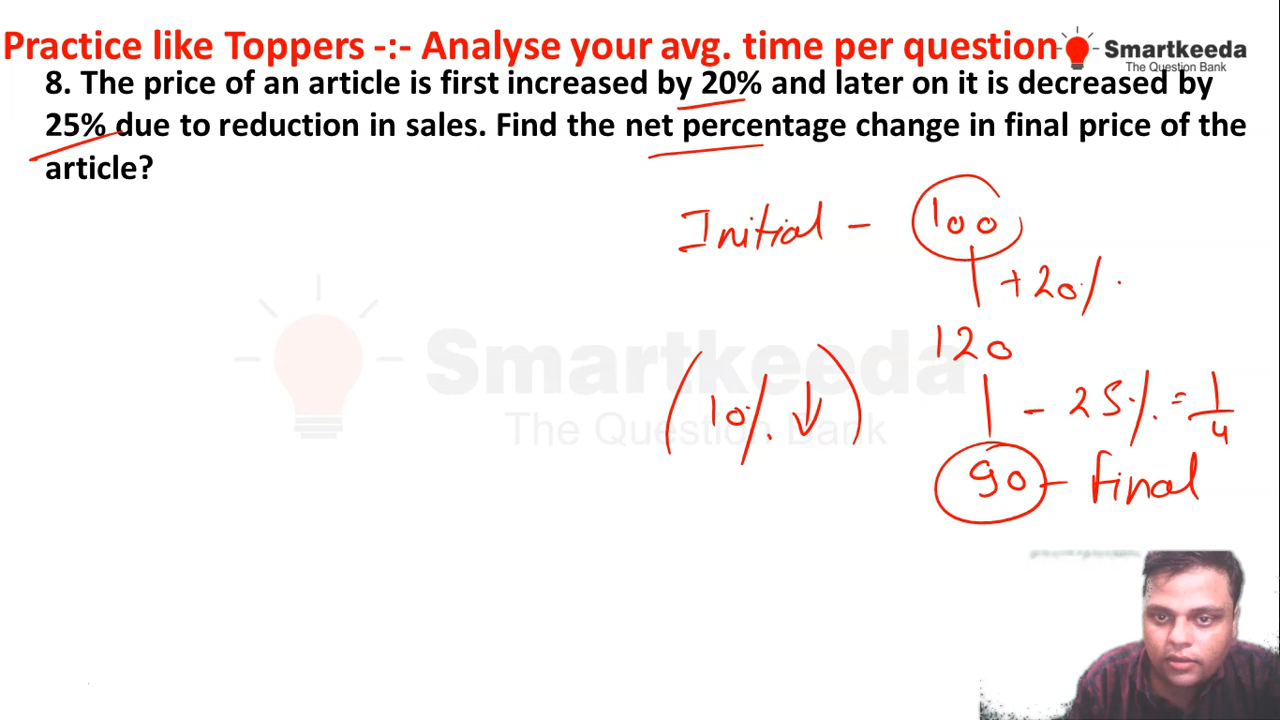 Practice like Toppers -:- Analyse your avg. time per question
Smartkeeda
The Question Bank
8. The price of an article is first increased by 20% and later on it is decreased by
25% due to reduction in sales. Find the net percentage change in final price of the
article?
Initial - 100
+20%
120
- 25% = 1/4
90 - final
(10% ↓)
Smartkeeda
The Question Bank